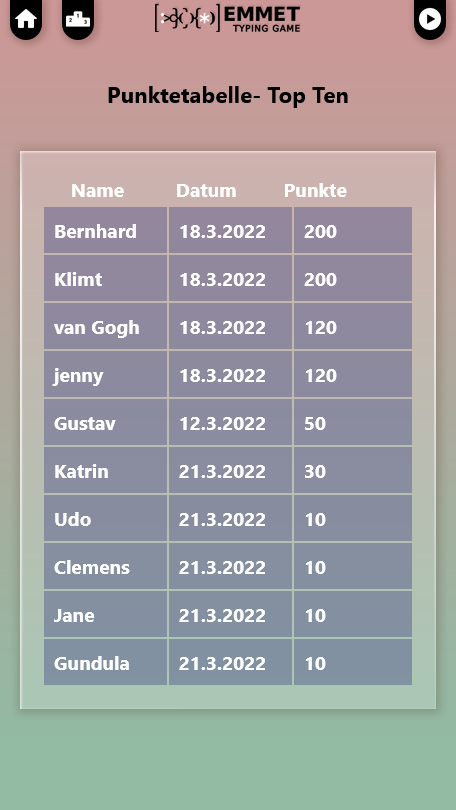 EMMET
TYPING GAME
Punktetabelle- Top Ten
Name Datum Punkte
Bernhard 18.3.2022 200
Klimt 18.3.2022 200
van Gogh 18.3.2022 120
jenny 18.3.2022 120
Gustav 12.3.2022 50
Katrin 21.3.2022 30
Udo 21.3.2022 10
Clemens 21.3.2022 10
Jane 21.3.2022 10
Gundula 21.3.2022 10